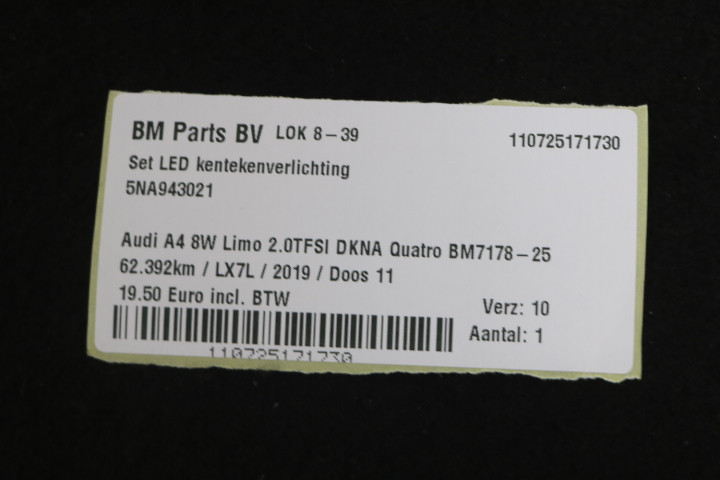 BM Parts BV LOK 8-39 110725171730
Set LED kentekenverlichting
5NA943021
Audi A4 8W Limo 2.0TFSI DKNA Quatro BM7178-25
62.392km / LX7L / 2019 / Doos 11
19.50 Euro incl. BTW
Verz: 10
Aantal: 1
110725171730